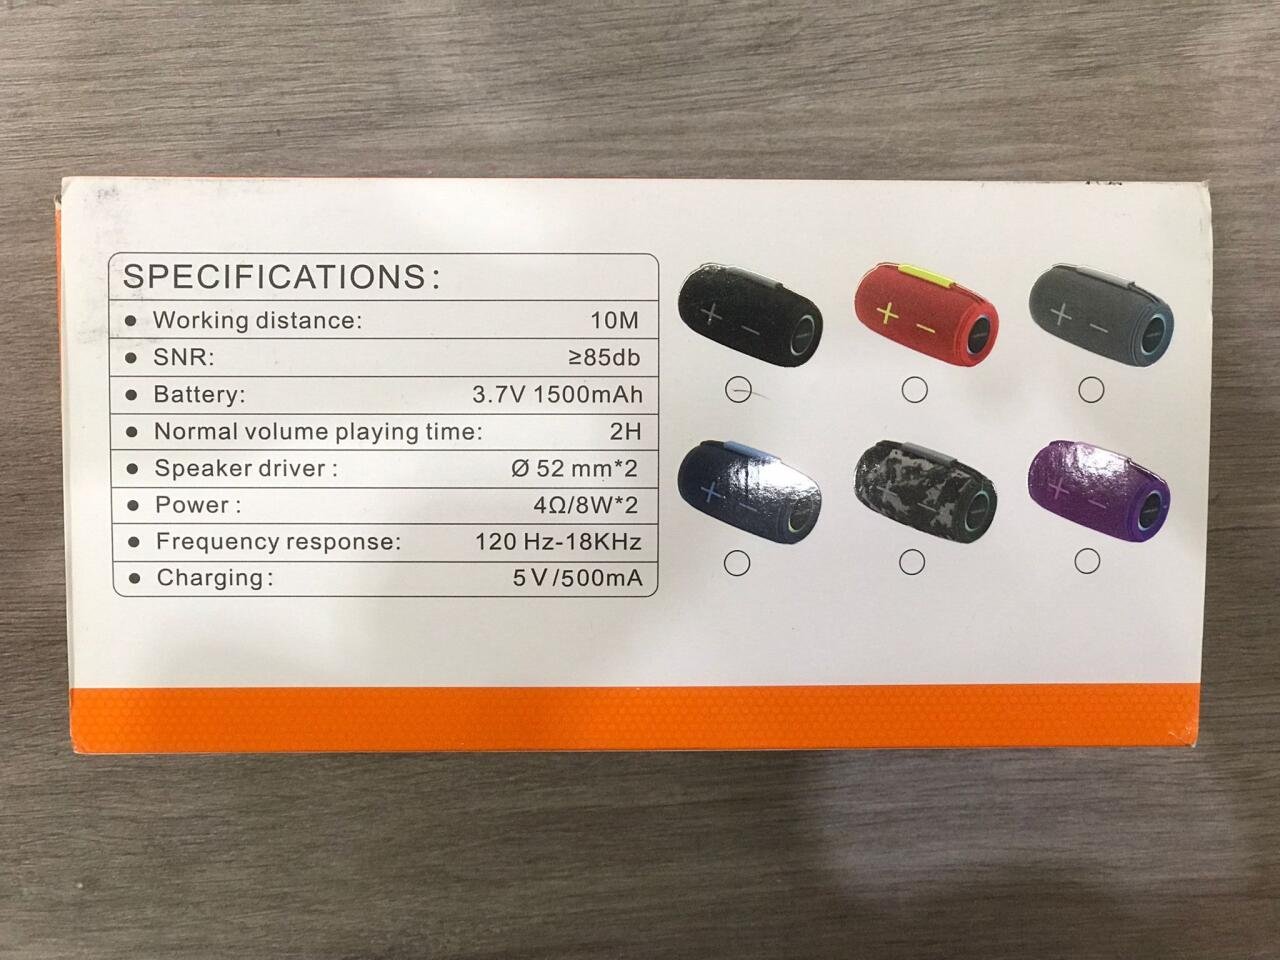 SPECIFICATIONS:
● Working distance: 10M
● SNR: ≥85db
● Battery: 3.7V 1500mAh
● Normal volume playing time: 2H
● Speaker driver : Ø 52 mm*2
● Power : 4Ω/8W*2
● Frequency response: 120 Hz-18KHz
● Charging: 5V/500mA